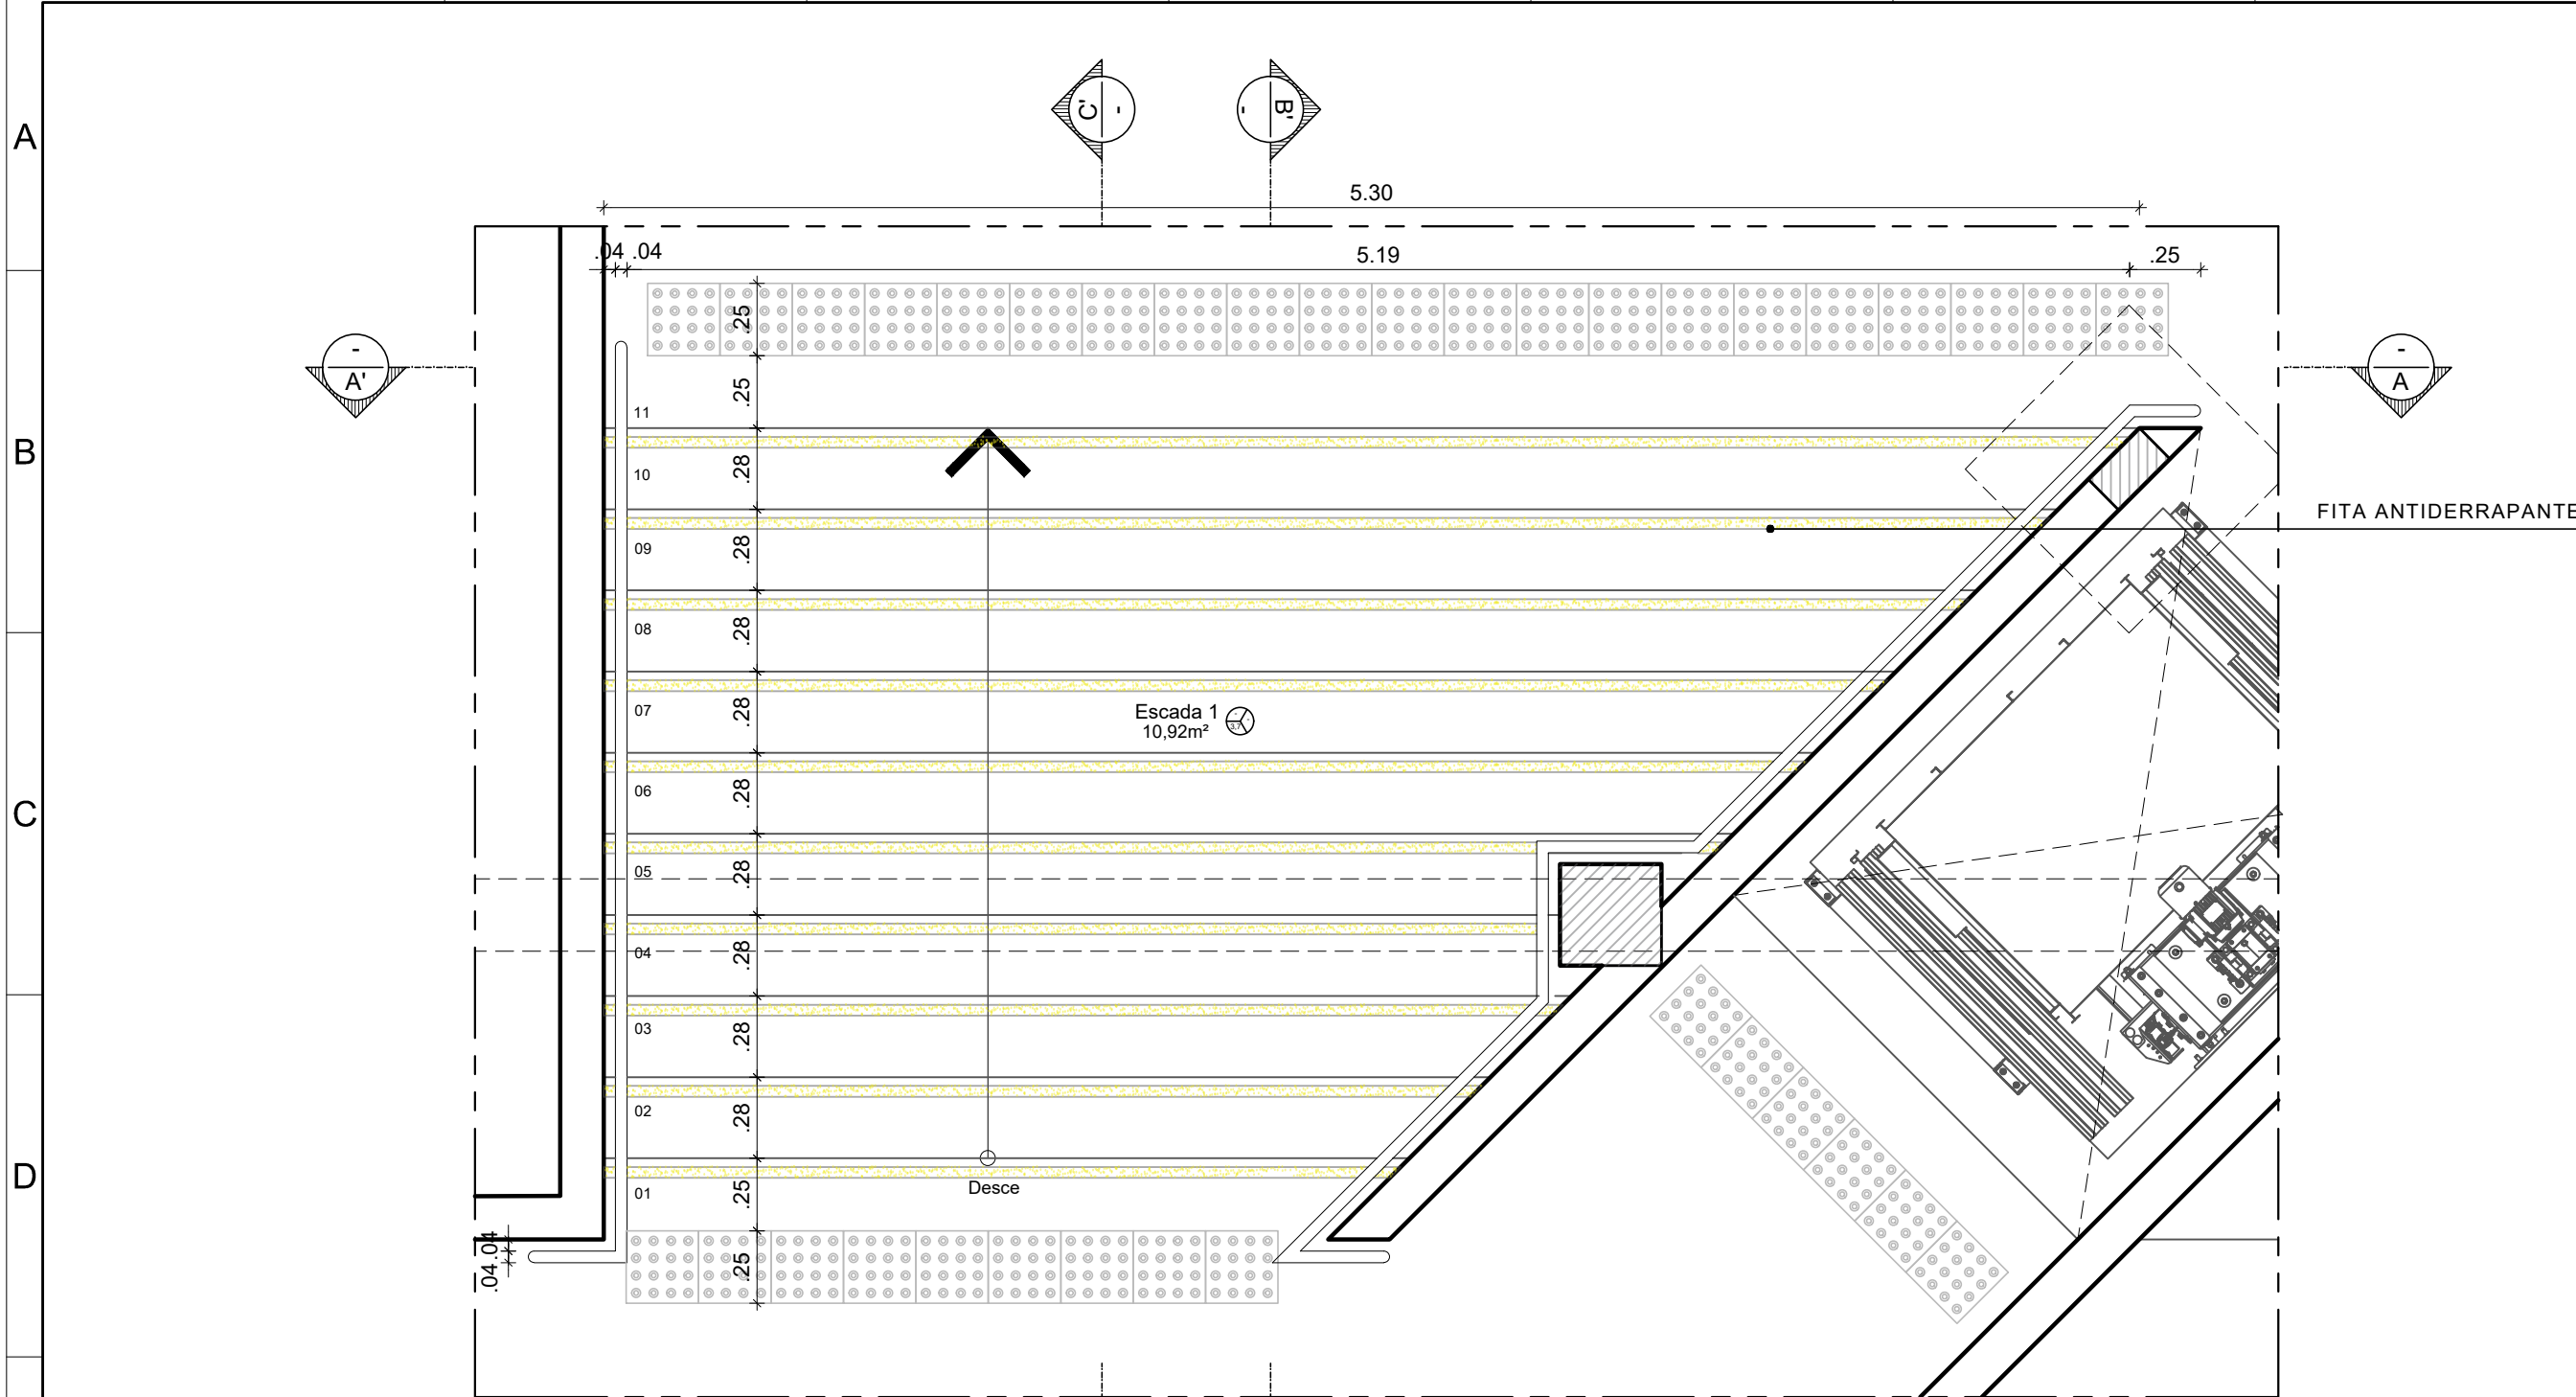 A
C'
-
-
B'
5.30
.04 .04
5.19
.25
.25
-
A'
-
A
.25
11
B
10
.28
FITA ANTIDERRAPANTE
09
.28
08
.28
07
.28
Escada 1
10,92m²
06
.28
C
05
.28
04
.28
03
.28
02
.28
D
01
.25
Desce
.04 .04
.25